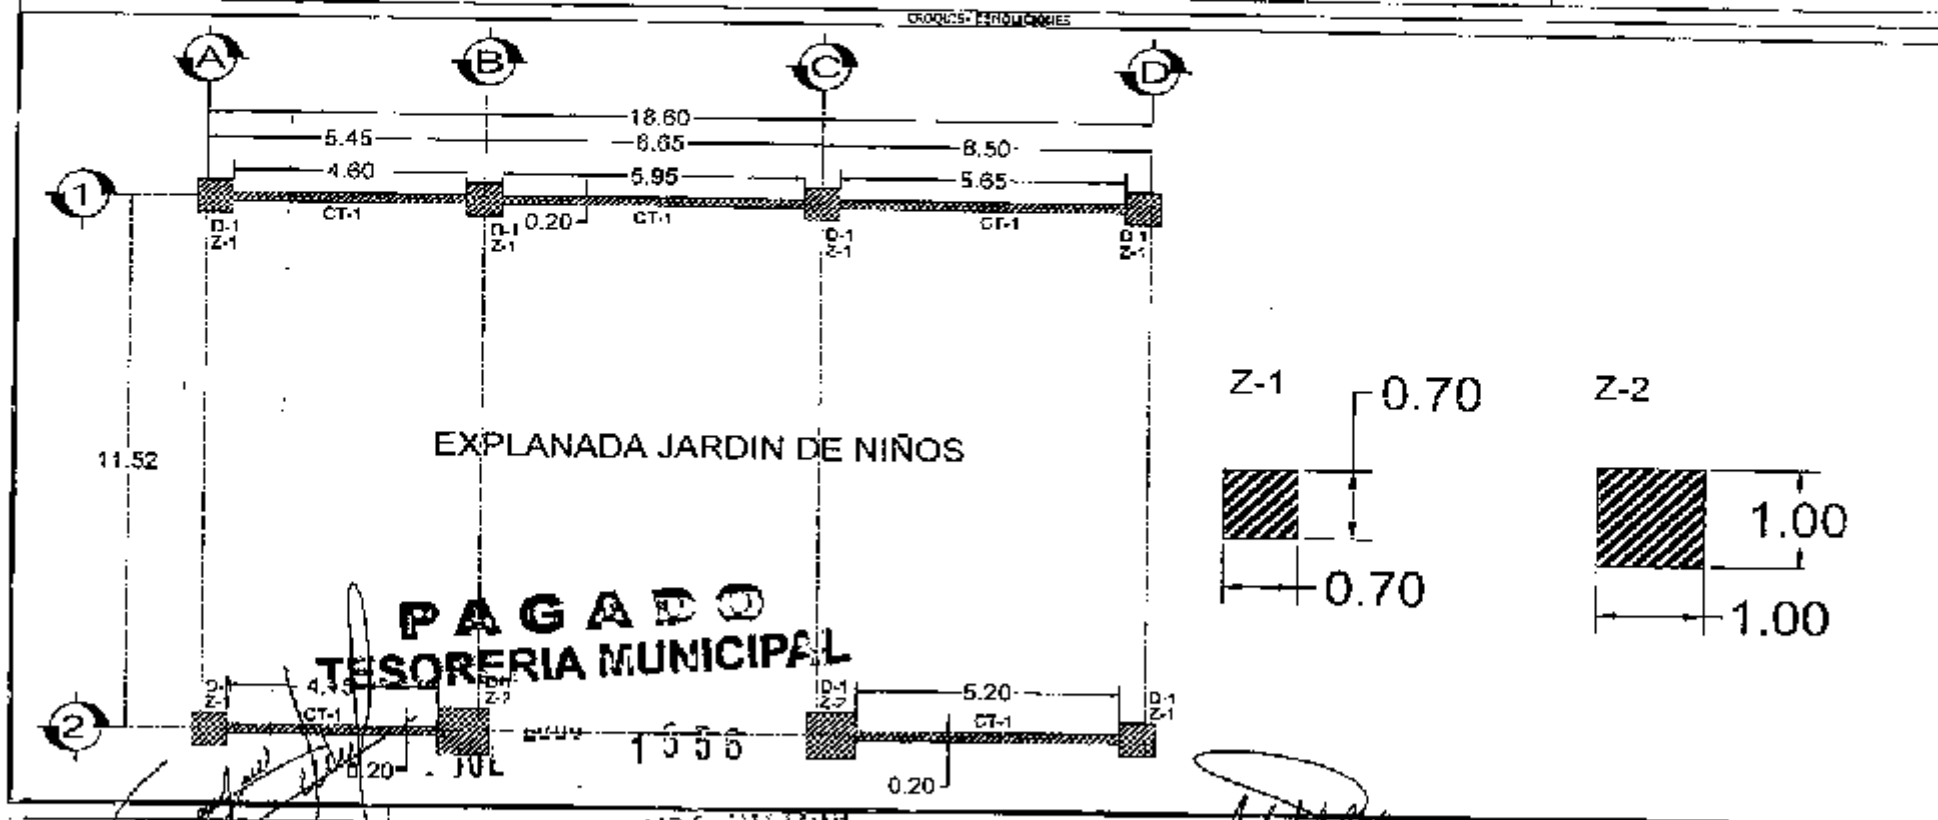 A B C D
18.60
5.45 6.65 6.50
4.60 5.95 5.65
1
CT-1 0.20 CT-1 CT-1
D-1 D-1 D-1 D-1
Z-1 Z-1 Z-1 Z-1
Z-1 0.70 Z-2
11.52
EXPLANADA JARDIN DE NIÑOS
1.00
0.70
1.00
PAGADO
TESORERIA MUNICIPAL
D-1 5.20 D-1
Z-1 Z-2 Z-2 Z-1
2
CT-1 CT-1
JUL
0.20 0.20